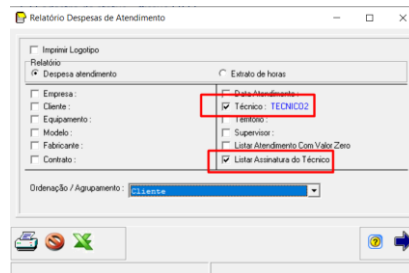 Relatório Despesas de Atendimento
Imprimir Logotipo
Relatório
Despesa atendimento
Extrato de horas
Empresa :
Cliente :
Equipamento :
Modelo :
Fabricante :
Contrato :
Data Atendimento :
Técnico : TECNICO2
Território :
Supervisor :
Listar Atendimento Com Valor Zero
Listar Assinatura do Técnico
Ordenação / Agrupamento : Cliente